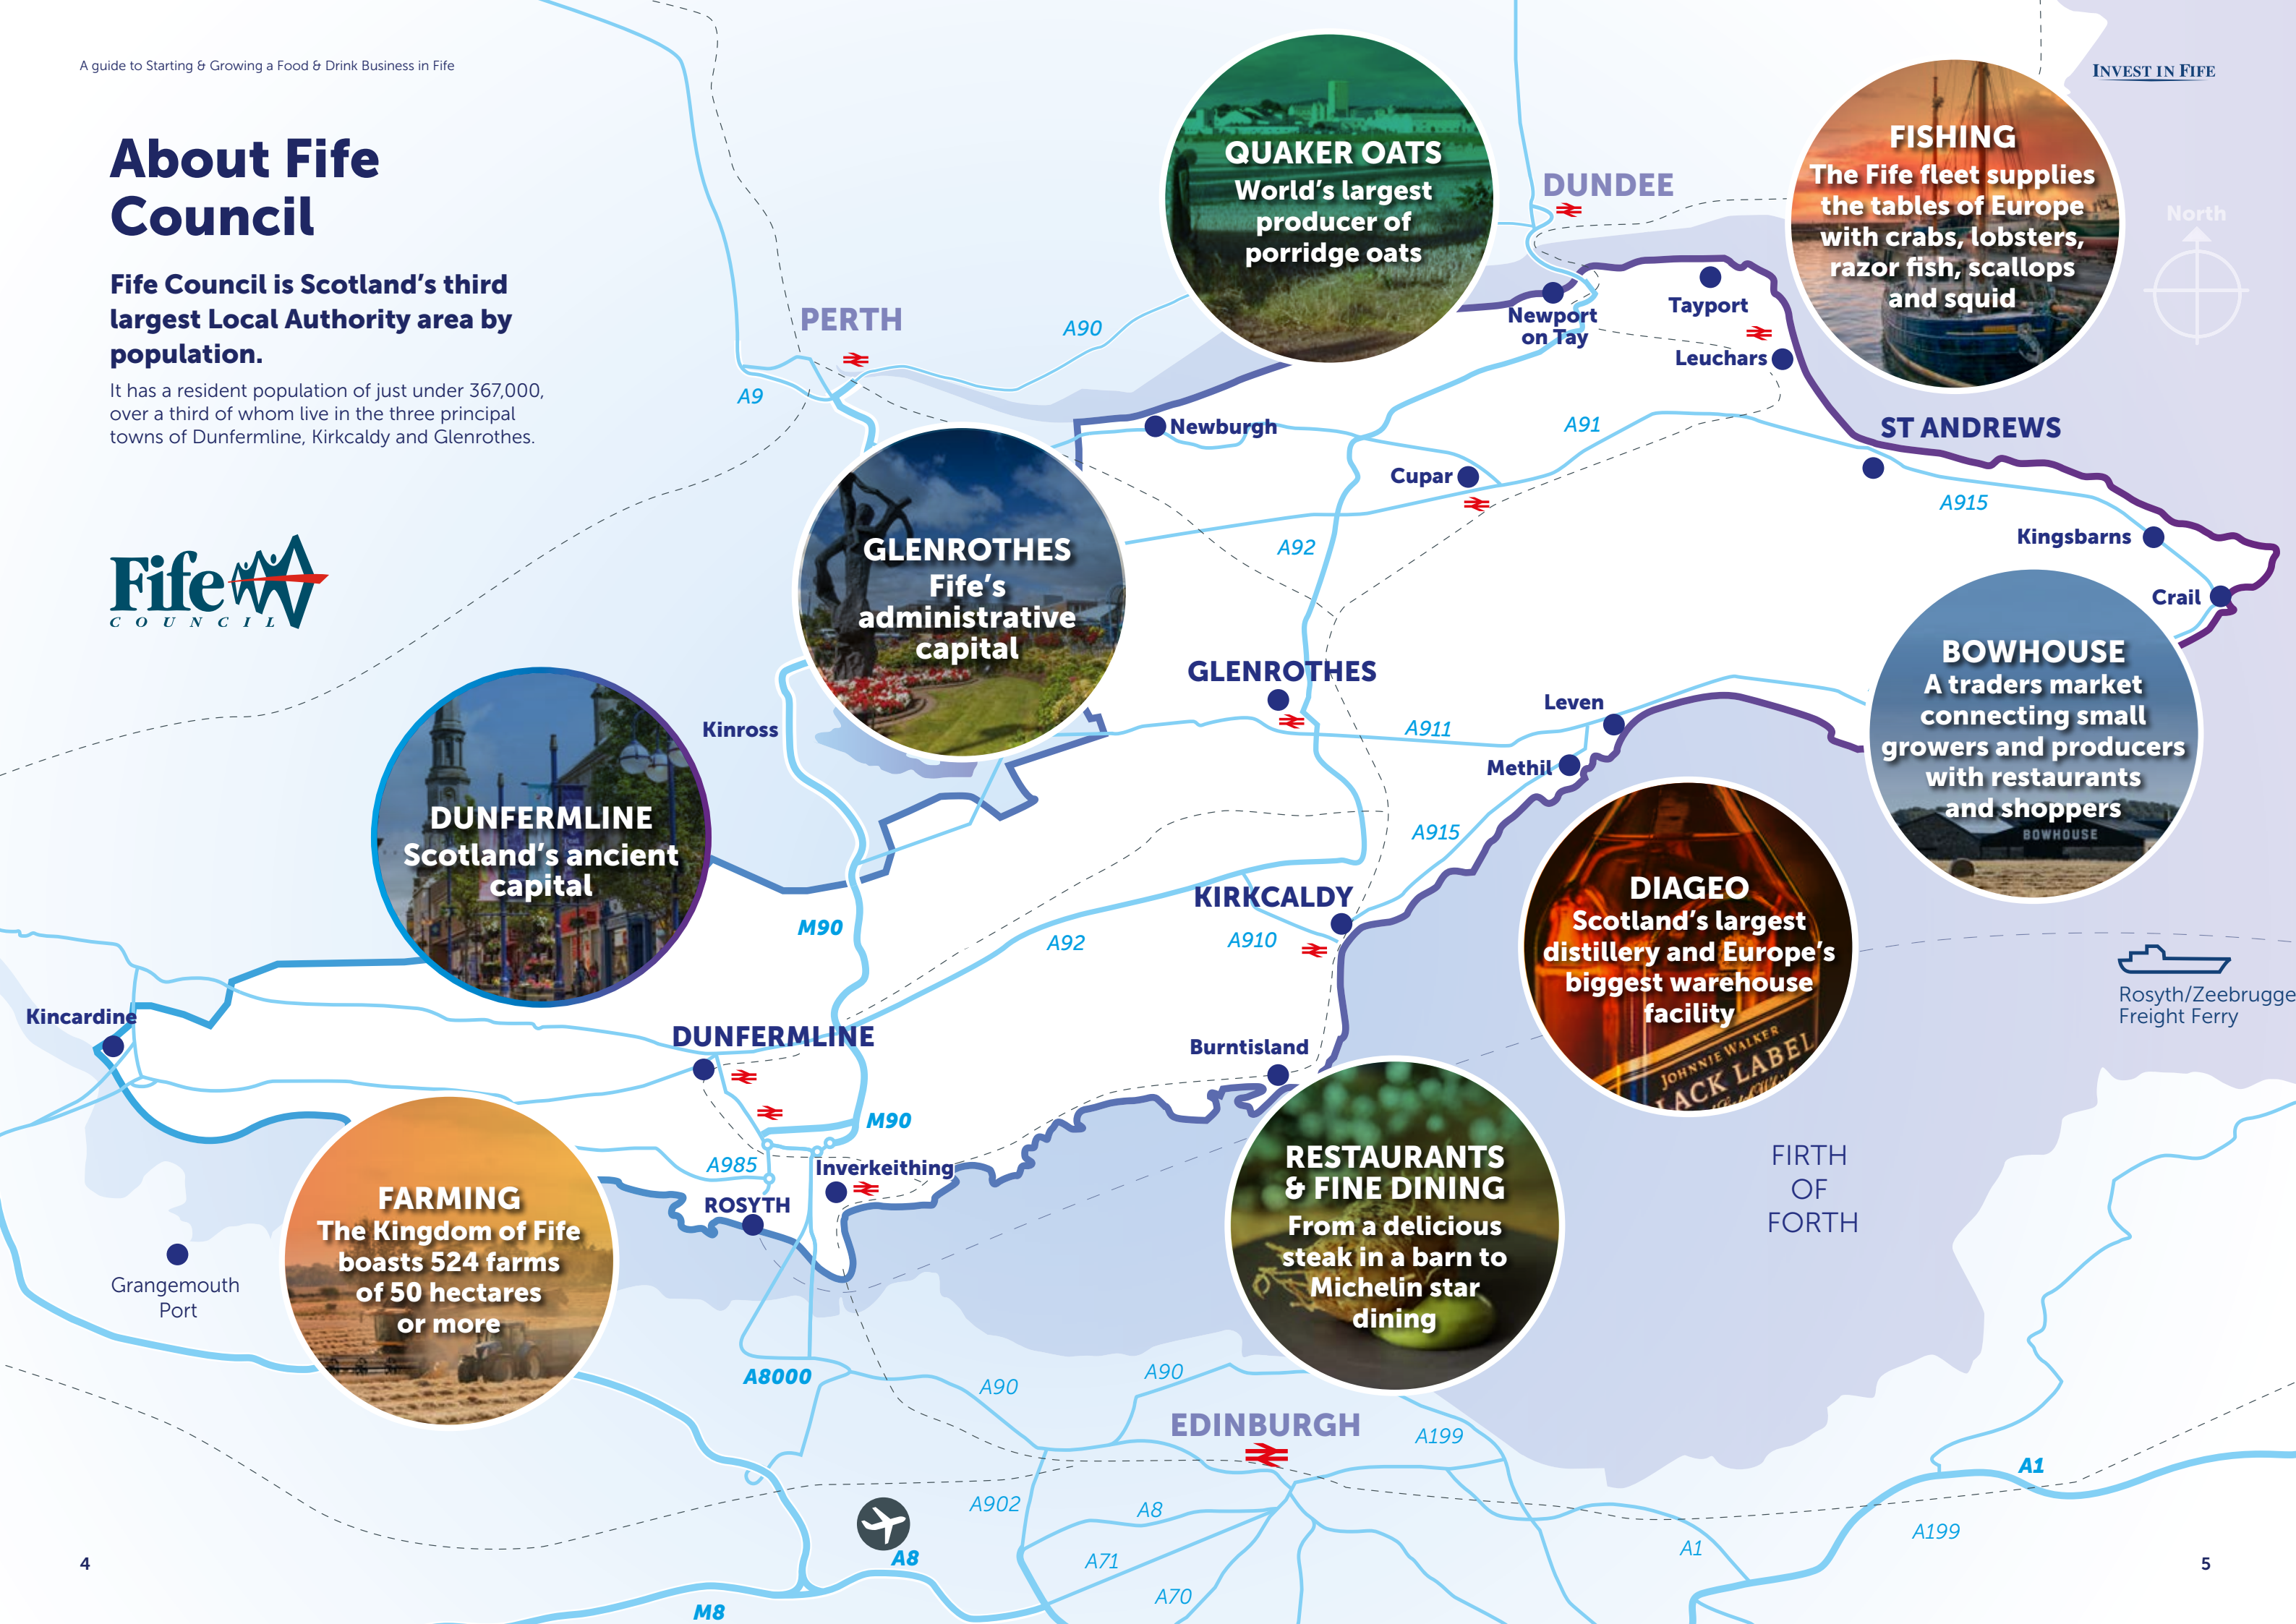 A guide to Starting & Growing a Food & Drink Business in Fife
INVEST IN FIFE
About Fife
Council
Fife Council is Scotland's third
largest Local Authority area by
population.
It has a resident population of just under 367,000,
over a third of whom live in the three principal
towns of Dunfermline, Kirkcaldy and Glenrothes.
Fife
COUNCIL
QUAKER OATS
World's largest
producer of
porridge oats
DUNDEE
FISHING
The Fife fleet supplies
the tables of Europe
with crabs, lobsters,
razor fish, scallops
and squid
North
PERTH
A90
A9
Newport
on Tay
Tayport
Leuchars
Newburgh
A91
ST ANDREWS
Cupar
A915
Kingsbarns
A92
Crail
GLENROTHES
Fife's
administrative
capital
GLENROTHES
Kinross
Leven
A911
Methil
BOWHOUSE
A traders market
connecting small
growers and producers
with restaurants
and shoppers
BOWHOUSE
DUNFERMLINE
Scotland's ancient
capital
A915
KIRKCALDY
M90
A92
A910
DIAGEO
Scotland's largest
distillery and Europe's
biggest warehouse
facility
JOHNNIE WALKER
LACK LABEL
Rosyth/Zeebrugge
Freight Ferry
Kincardine
DUNFERMLINE
Burntisland
M90
A985
Inverkeithing
ROSYTH
FARMING
The Kingdom of Fife
boasts 524 farms
of 50 hectares
or more
Grangemouth
Port
RESTAURANTS
& FINE DINING
From a delicious
steak in a barn to
Michelin star
dining
FIRTH
OF
FORTH
A8000
A90
A90
EDINBURGH
A199
A1
A902
A8
A199
A8
A71
A1
A70
M8
4
5